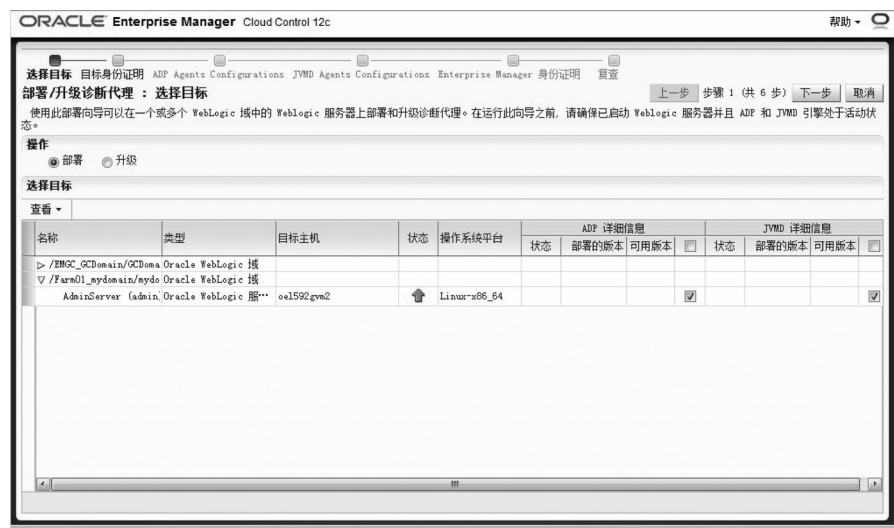 ORACLE Enterprise Manager Cloud Control 12c 帮助
选择目标 目标身份证明 ADP Agents Configurations JVMD Agents Configurations Enterprise Manager 身份证明 复查
部署/升级诊断代理 : 选择目标 上一步 步骤 1 (共 6 步) 下一步 取消
使用此部署向导可以在一个或多个 WebLogic 域中的 Weblogic 服务器上部署和升级诊断代理。在运行此向导之前, 请确保已启动 Weblogic 服务器并且 ADP 和 JVMD 引擎处于活动状
态。
操作
部署 升级
选择目标
查看
ADP 详细信息 JVMD 详细信息
名称 类型 目标主机 状态 操作系统平台 状态 部署的版本 可用版本 状态 部署的版本 可用版本
/EMGC_GCDomain/GCDoma Oracle WebLogic 域
/Farm01_mydomain/mydo Oracle WebLogic 域
AdminServer (admin Oracle WebLogic 服… oel592gvm2 Linux-x86_64